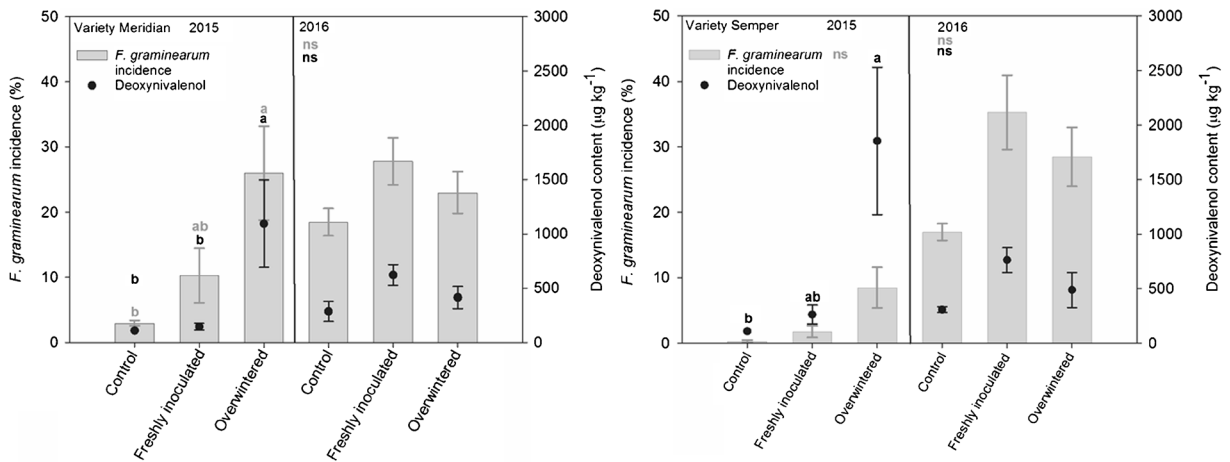 Variety Meridian 2015 2016
F. graminearum
incidence
Deoxynivalenol
ns
ns
a
a
ab
b
b
b
50
40
30
20
10
0
F. graminearum incidence (%)
3000
2500
2000
1500
1000
500
0
Deoxynivalenol content (µg kg⁻¹)
Control
Freshly inoculated
Overwintered
Control
Freshly inoculated
Overwintered
Variety Semper 2015 2016
F. graminearum ns
incidence
Deoxynivalenol
ns
ns
a
ab
b
50
40
30
20
10
0
F. graminearum incidence (%)
3000
2500
2000
1500
1000
500
0
Deoxynivalenol content (µg kg⁻¹)
Control
Freshly inoculated
Overwintered
Control
Freshly inoculated
Overwintered